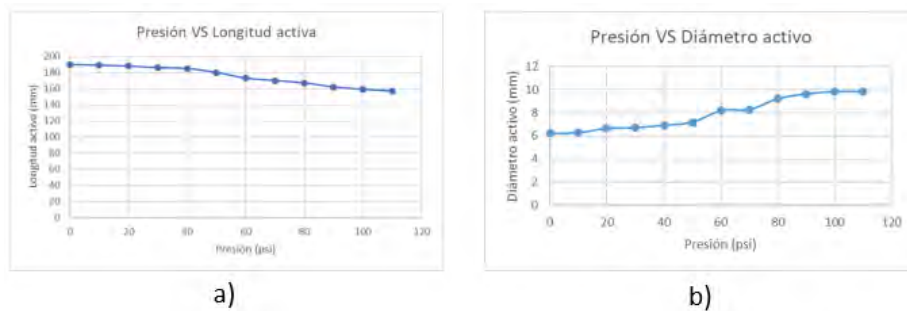 Presión VS Longitud activa
Longitud activo (mm)
200
180
160
140
120
100
80
60
40
20
0
0 20 40 60 80 100 120
Presión (psi)
a)
Presión VS Diámetro activo
Diámetro activo (mm)
12
10
8
6
4
2
0
0 20 40 60 80 100 120
Presión (psi)
b)